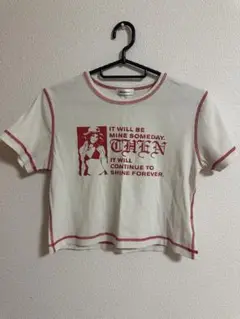 IT WILL BE
MINE SOMEDAY.
THEN
IT WILL
CONTINUE TO
SHINE FOREVER.